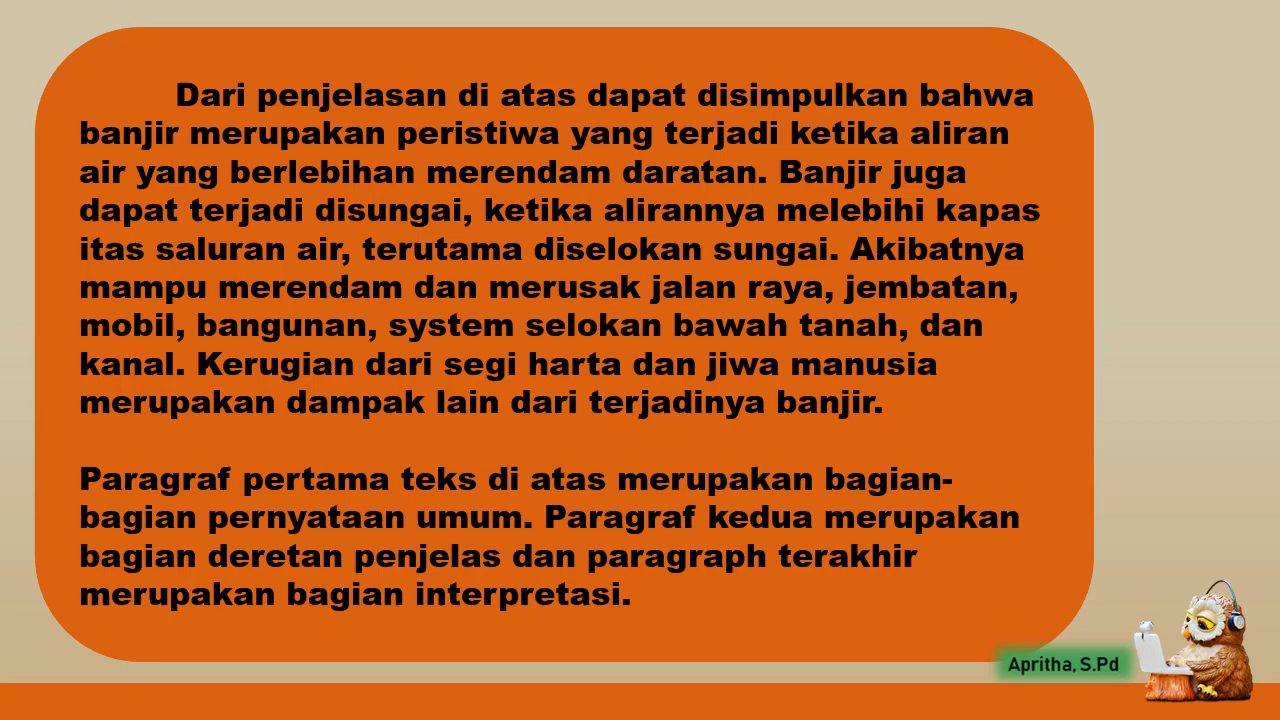 Dari penjelasan di atas dapat disimpulkan bahwa
banjir merupakan peristiwa yang terjadi ketika aliran
air yang berlebihan merendam daratan. Banjir juga
dapat terjadi disungai, ketika alirannya melebihi kapas
itas saluran air, terutama diselokan sungai. Akibatnya
mampu merendam dan merusak jalan raya, jembatan,
mobil, bangunan, system selokan bawah tanah, dan
kanal. Kerugian dari segi harta dan jiwa manusia
merupakan dampak lain dari terjadinya banjir.
Paragraf pertama teks di atas merupakan bagian-
bagian pernyataan umum. Paragraf kedua merupakan
bagian deretan penjelas dan paragraph terakhir
merupakan bagian interpretasi.
Apritha, S.Pd